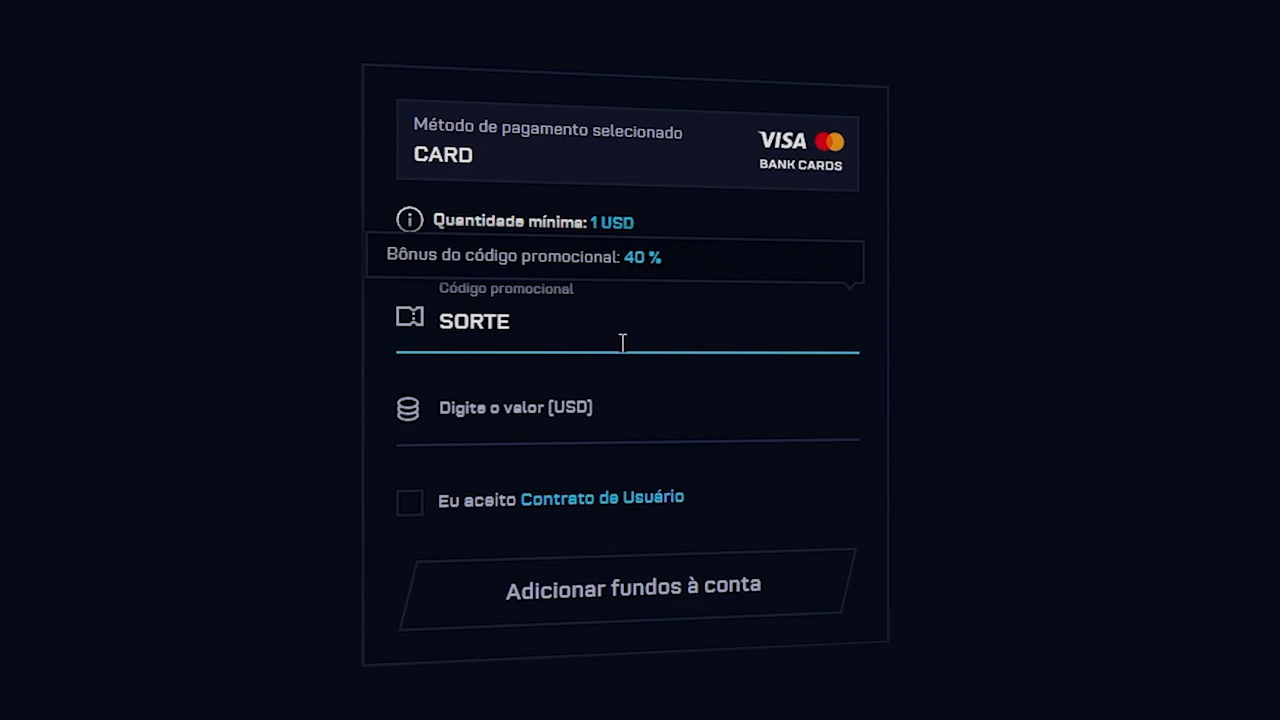 Método de pagamento selecionado
CARD
VISA
BANK CARDS
Quantidade mínima: 1 USD
Bônus do código promocional: 40 %
Código promocional
SORTE
Digite o valor (USD)
Eu aceito Contrato de Usuário
Adicionar fundos à conta